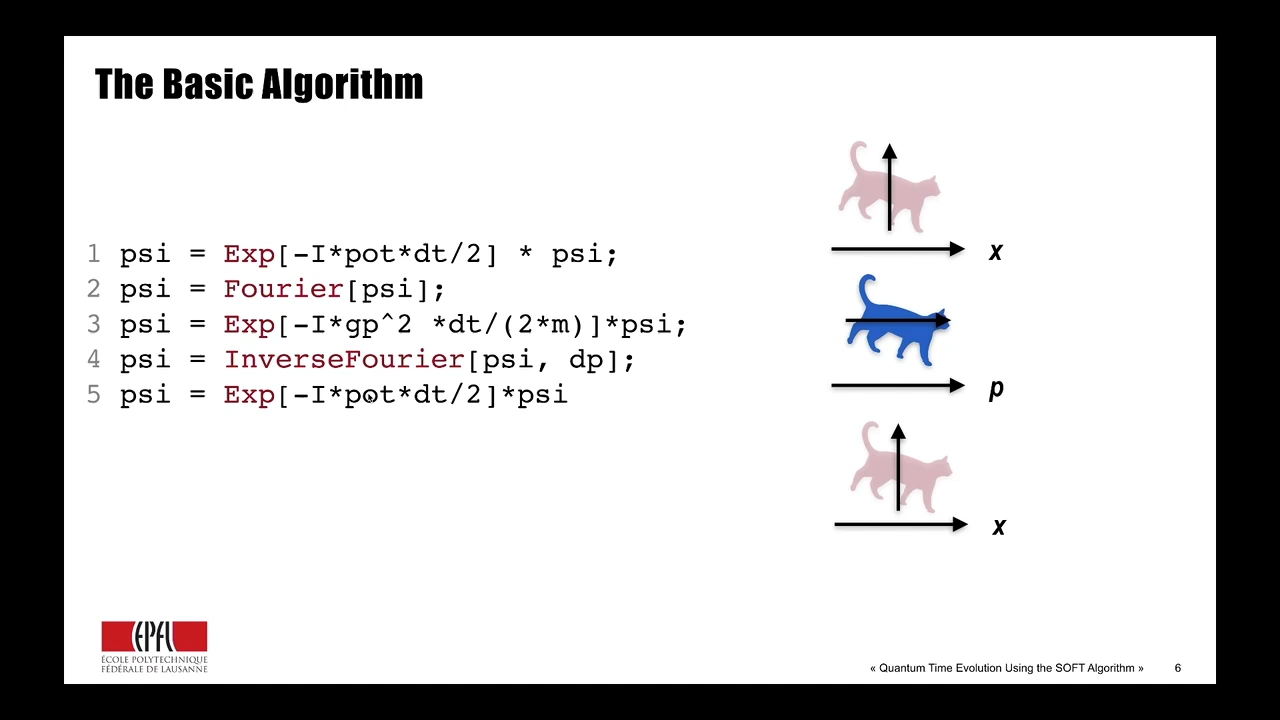 The Basic Algorithm
1 psi = Exp[-I*pot*dt/2] * psi;
2 psi = Fourier[psi];
3 psi = Exp[-I*gp^2 *dt/(2*m)]*psi;
4 psi = InverseFourier[psi, dp];
5 psi = Exp[-I*pot*dt/2]*psi
x
p
x
EPFL
ÉCOLE POLYTECHNIQUE
FÉDÉRALE DE LAUSANNE
« Quantum Time Evolution Using the SOFT Algorithm » 6